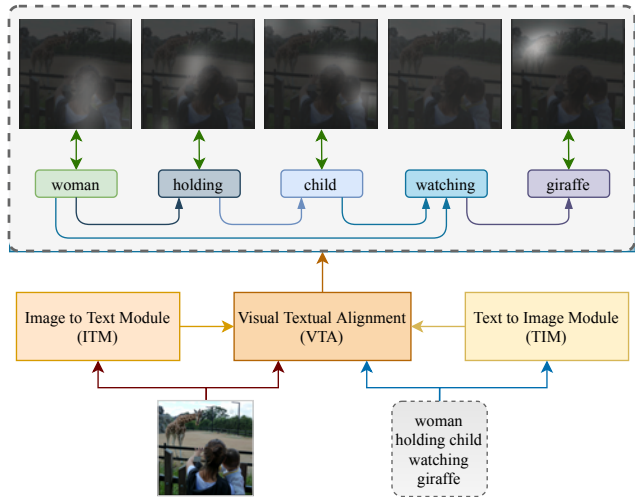 woman
holding
child
watching
giraffe
Image to Text Module
(ITM)
Visual Textual Alignment
(VTA)
Text to Image Module
(TIM)
woman
holding child
watching
giraffe